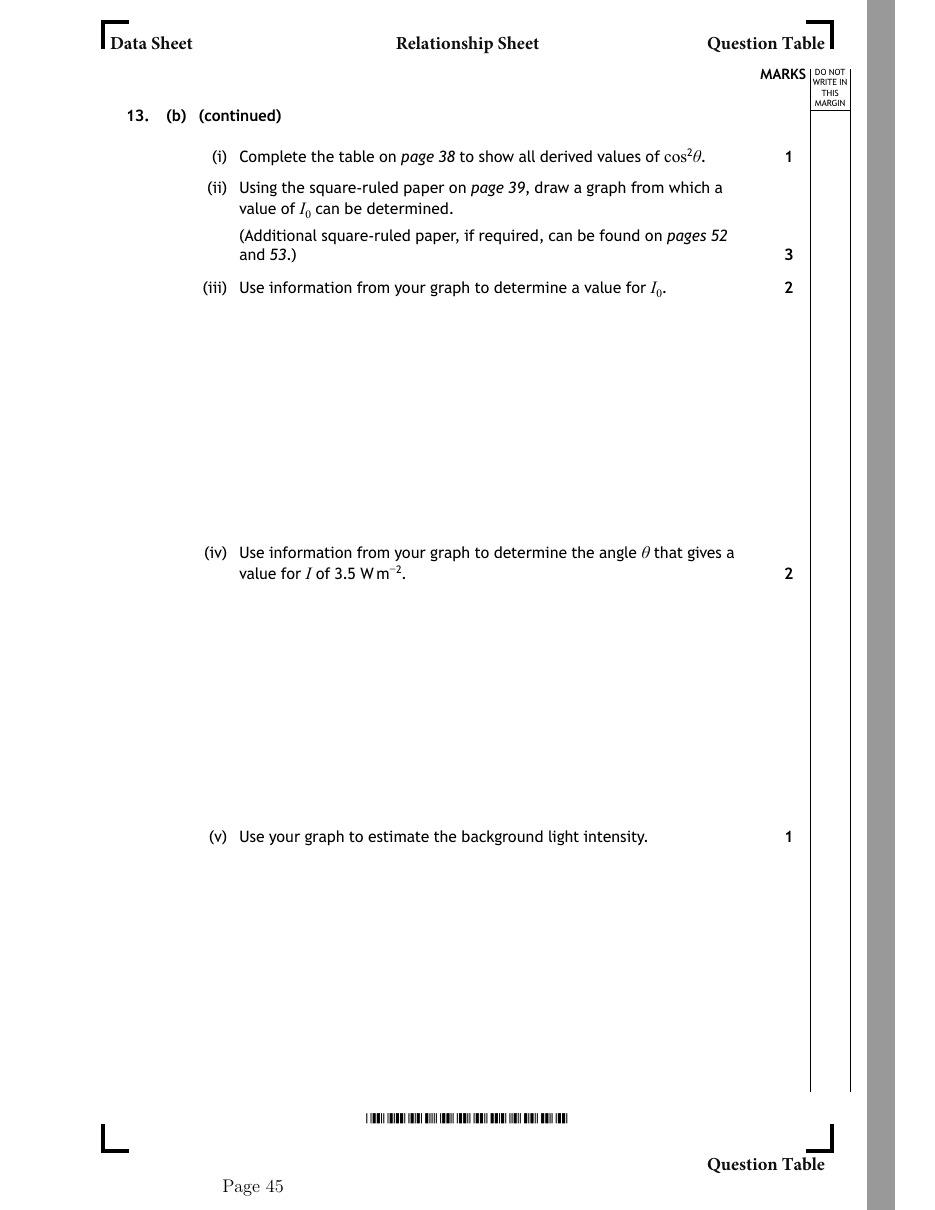 Data Sheet Relationship Sheet Question Table
MARKS DO NOT
WRITE IN
THIS
MARGIN
13. (b) (continued)
(i) Complete the table on page 38 to show all derived values of cos²θ. 1
(ii) Using the square-ruled paper on page 39, draw a graph from which a
value of I₀ can be determined.
(Additional square-ruled paper, if required, can be found on pages 52
and 53.) 3
(iii) Use information from your graph to determine a value for I₀. 2
(iv) Use information from your graph to determine the angle θ that gives a
value for I of 3.5 W m⁻². 2
(v) Use your graph to estimate the background light intensity. 1
Question Table
Page 45